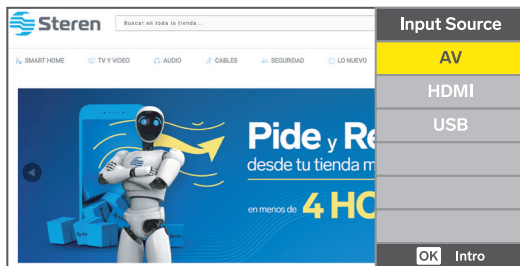 Steren
Buscar en toda la tienda...
SMART HOME
TV Y VIDEO
AUDIO
CABLES
SEGURIDAD
LO NUEVO
Pide y Re
desde tu tienda m
en menos de 4 HO
Input Source
AV
HDMI
USB
OK Intro